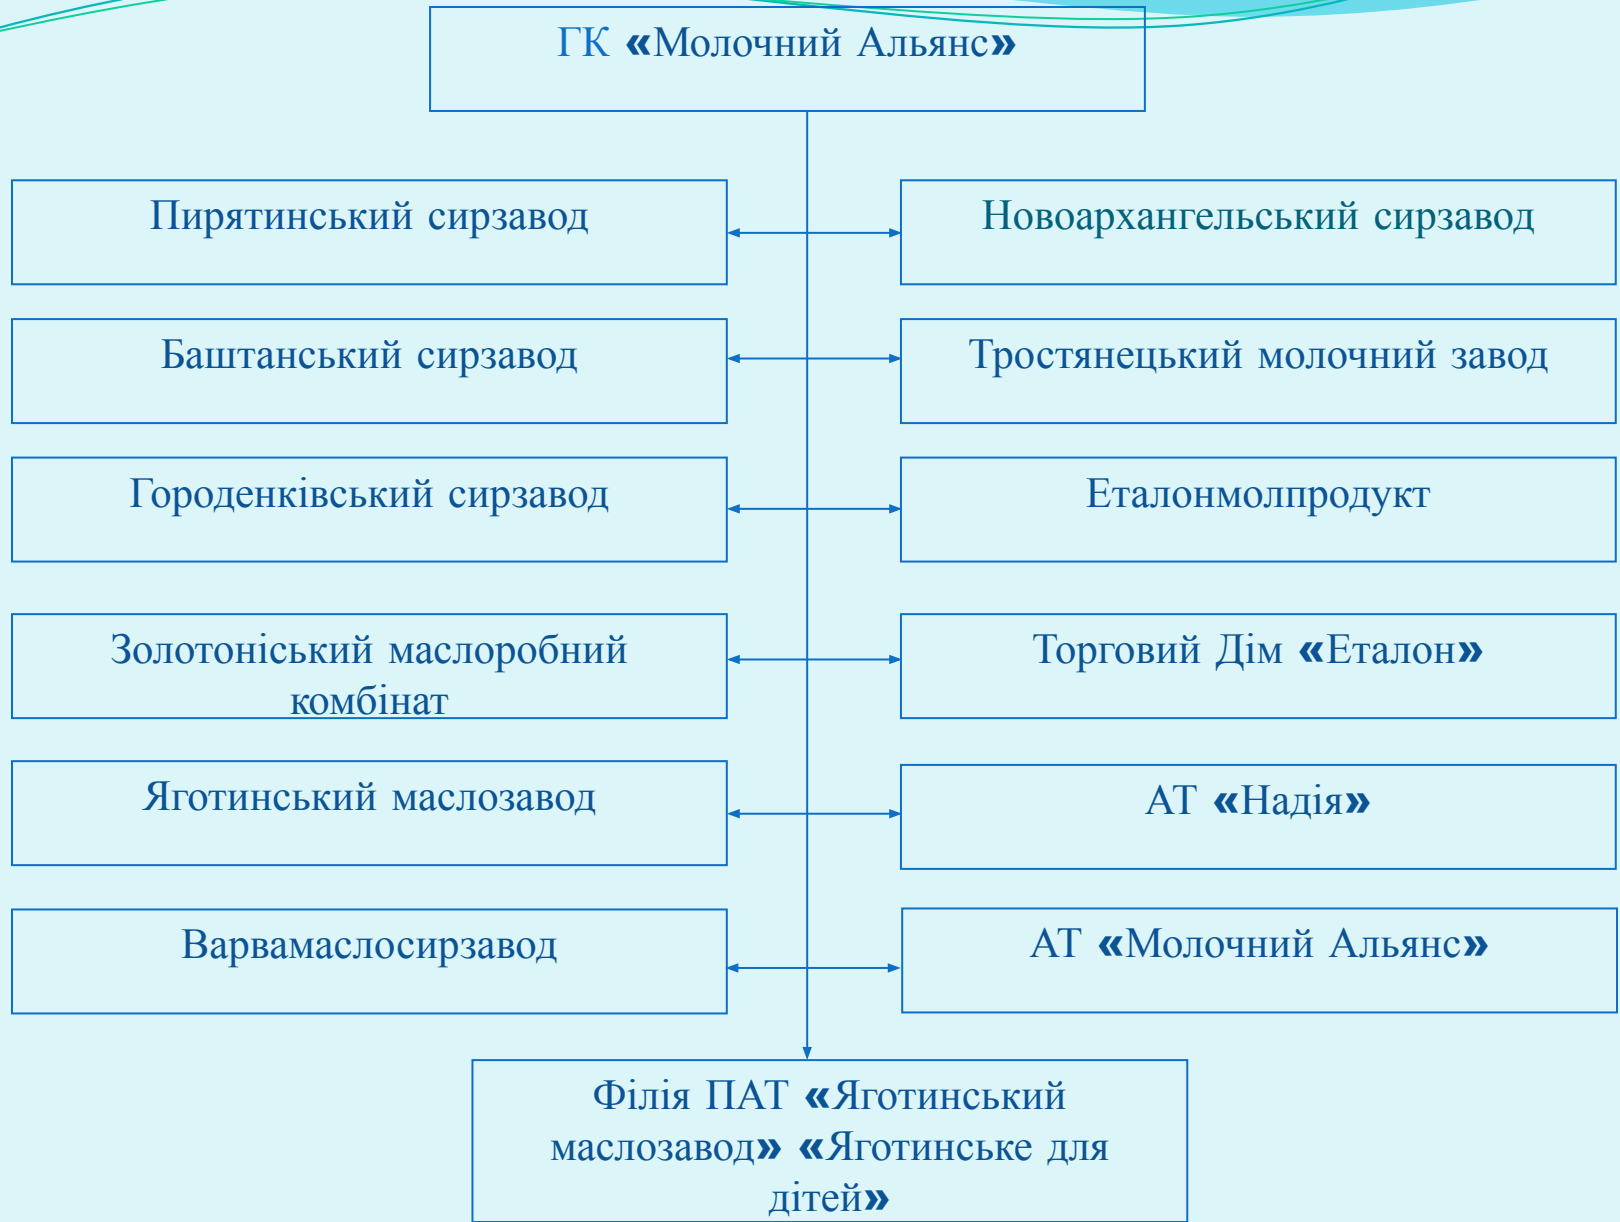 ГК «Молочний Альянс»
Пирятинський сирзавод
Новоархангельський сирзавод
Баштанський сирзавод
Тростянецький молочний завод
Городенківський сирзавод
Еталонмолпродукт
Золотоніський маслоробний
комбінат
Торговий Дім «Еталон»
Яготинський маслозавод
АТ «Надія»
Варвамаслосирзавод
АТ «Молочний Альянс»
Філія ПАТ «Яготинський
маслозавод» «Яготинське для
дітей»